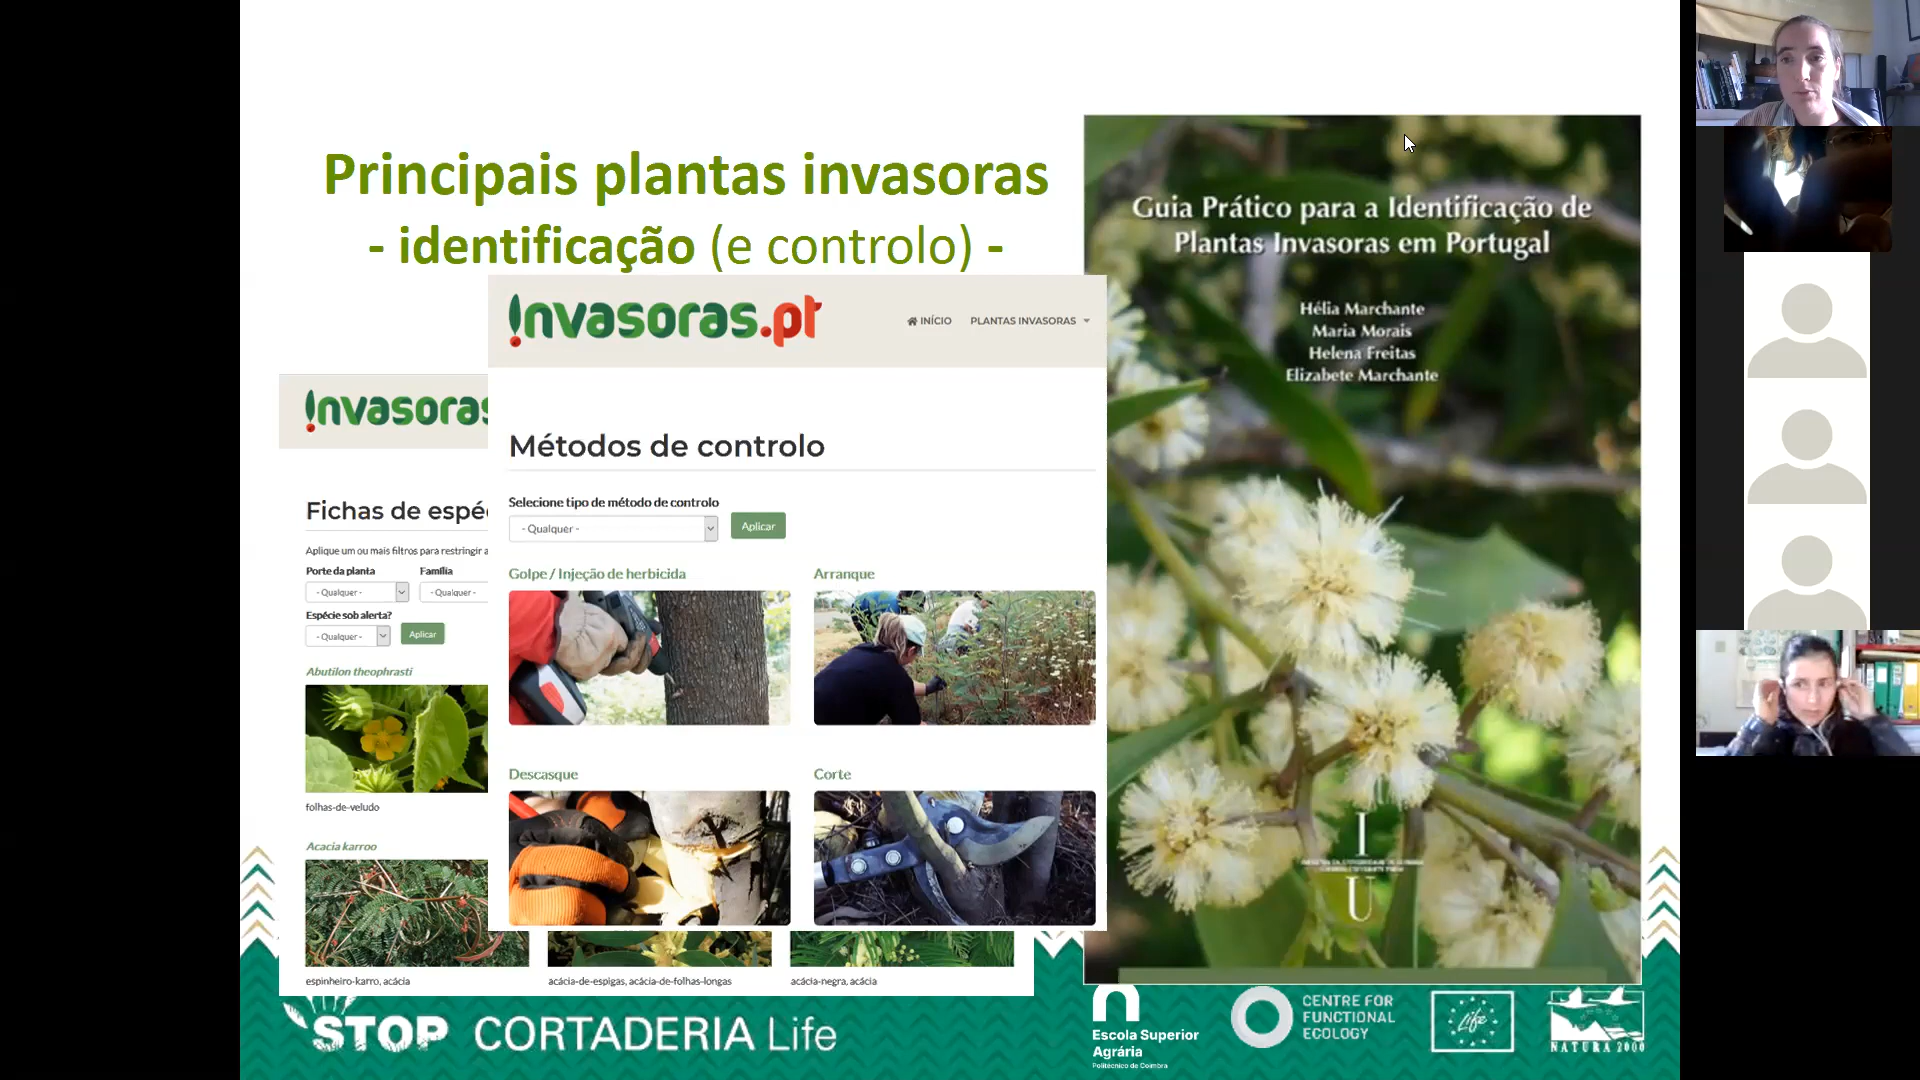 Principais plantas invasoras
- identificação (e controlo) -
Invasoras
Fichas de espé
Aplique um ou mais filtros para restringir a
Porte da planta
Família
- Qualquer -
- Qualquer -
Espécie sob alerta?
- Qualquer -
Aplicar
Abutilon theophrasti
folhas-de-veludo
Acacia karroo
espinheiro-karro, acácia
acácia-de-espigas, acácia-de-folhas-longas
acácia-negra, acácia
Invasoras.pt
INÍCIO
PLANTAS INVASORAS
Métodos de controlo
Selecione tipo de método de controlo
- Qualquer -
Aplicar
Golpe / Injeção de herbicida
Arranque
Descasque
Corte
Guia Prático para a Identificação de
Plantas Invasoras em Portugal
Hélia Marchante
Maria Morais
Helena Freitas
Elizabete Marchante
I
U
STOP CORTADERIA Life
Escola Superior
Agrária
Politécnico de Coimbra
CENTRE FOR
FUNCTIONAL
ECOLOGY
Life
NATURA 2000